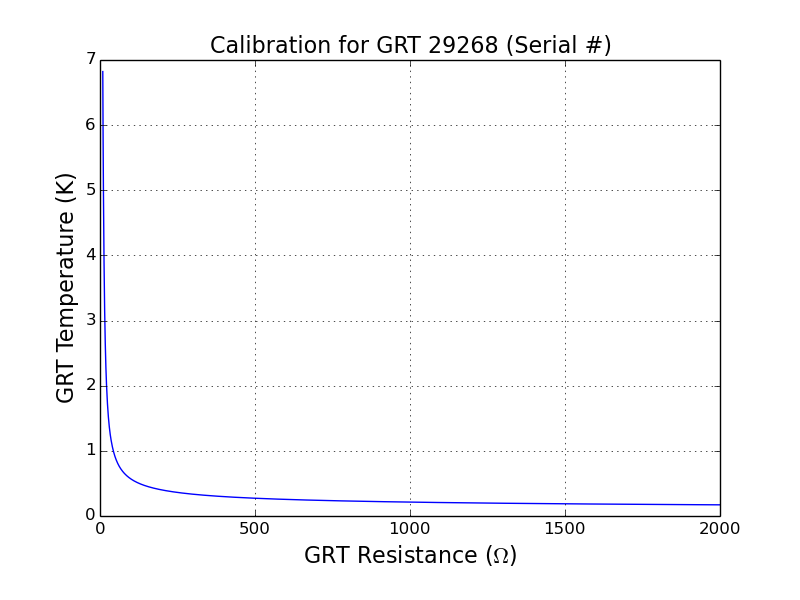 Calibration for GRT 29268 (Serial #)
7
6
5
4
3
2
1
0
0 500 1000 1500 2000
GRT Temperature (K)
GRT Resistance (Ω)